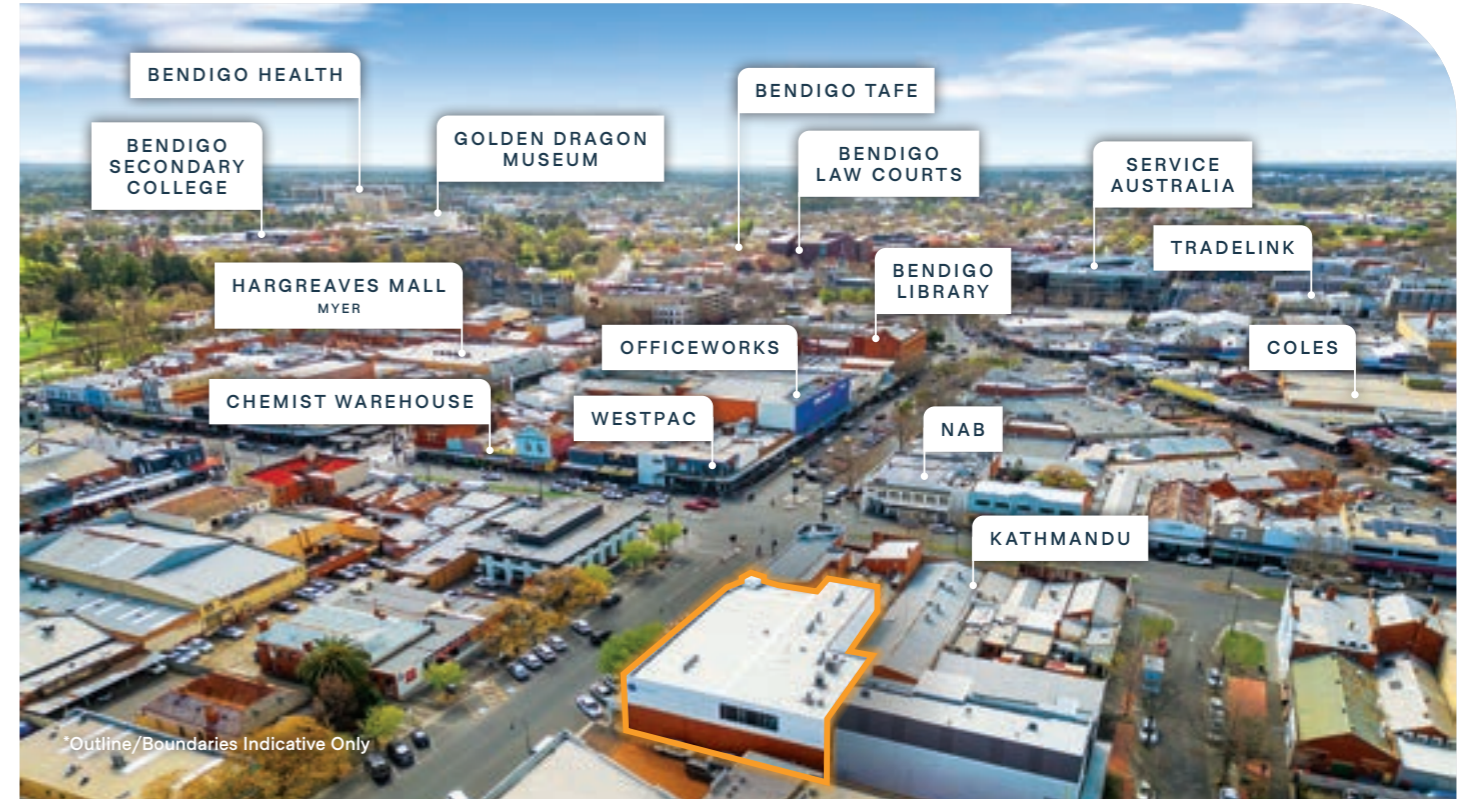 BENDIGO HEALTH
BENDIGO TAFE
BENDIGO
SECONDARY
COLLEGE
GOLDEN DRAGON
MUSEUM
BENDIGO
LAW COURTS
SERVICE
AUSTRALIA
TRADELINK
HARGREAVES MALL
MYER
BENDIGO
LIBRARY
OFFICEWORKS
COLES
CHEMIST WAREHOUSE
WESTPAC
NAB
KATHMANDU
*Outline/Boundaries Indicative Only